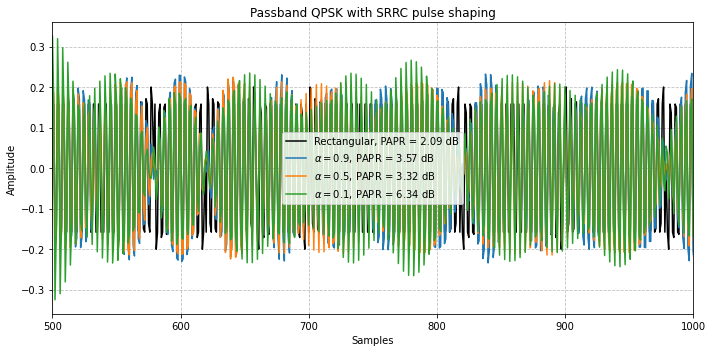 Passband QPSK with SRRC pulse shaping
Amplitude
0.3
0.2
0.1
0.0
−0.1
−0.2
−0.3
Rectangular, PAPR = 2.09 dB
α = 0.9, PAPR = 3.57 dB
α = 0.5, PAPR = 3.32 dB
α = 0.1, PAPR = 6.34 dB
500 600 700 800 900 1000
Samples